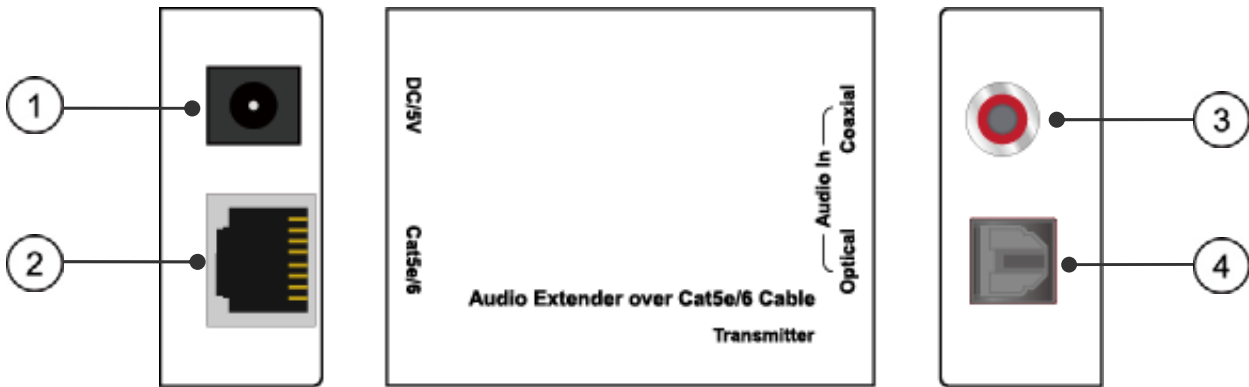 1
2
DC/5V
Cat5e/6
Audio In
Coaxial
Optical
Audio Extender over Cat5e/6 Cable
Transmitter
3
4